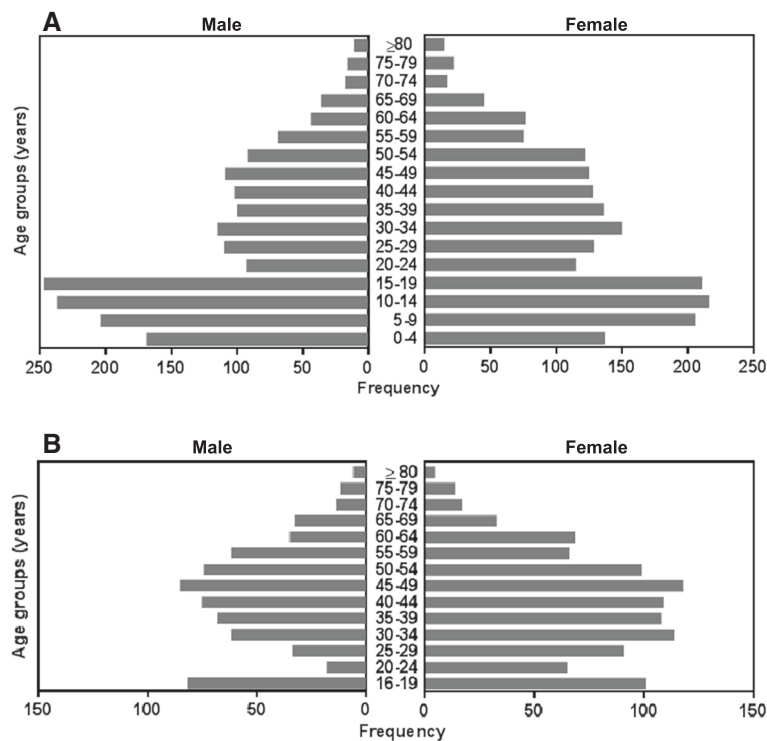 A
Male
Female
Age groups (years)
≥80
75-79
70-74
65-69
60-64
55-59
50-54
45-49
40-44
35-39
30-34
25-29
20-24
15-19
10-14
5-9
0-4
250 200 150 100 50 0
0 50 100 150 200 250
Frequency
B
Male
Female
Age groups (years)
≥80
75-79
70-74
65-69
60-64
55-59
50-54
45-49
40-44
35-39
30-34
25-29
20-24
16-19
150 100 50 0
0 50 100 150
Frequency